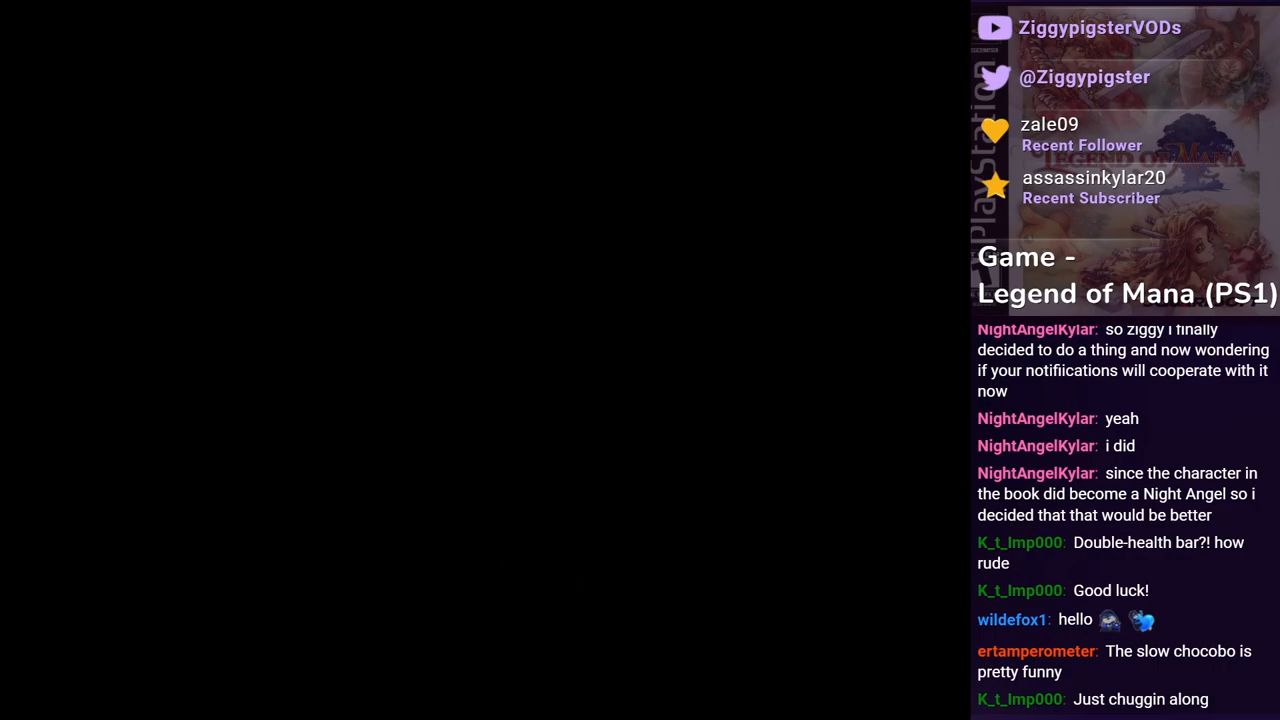 ZiggypigsterVODs
@Ziggypigster
zale09
Recent Follower
assassinkylar20
Recent Subscriber
PlayStation
LEGEND OF MANA
Game -
Legend of Mana (PS1)
NightAngelKylar: so ziggy i finally
decided to do a thing and now wondering
if your notifiications will cooperate with it
now
NightAngelKylar: yeah
NightAngelKylar: i did
NightAngelKylar: since the character in
the book did become a Night Angel so i
decided that that would be better
K_t_Imp000: Double-health bar?! how
rude
K_t_Imp000: Good luck!
wildefox1: hello
ertamperometer: The slow chocobo is
pretty funny
K_t_Imp000: Just chuggin along